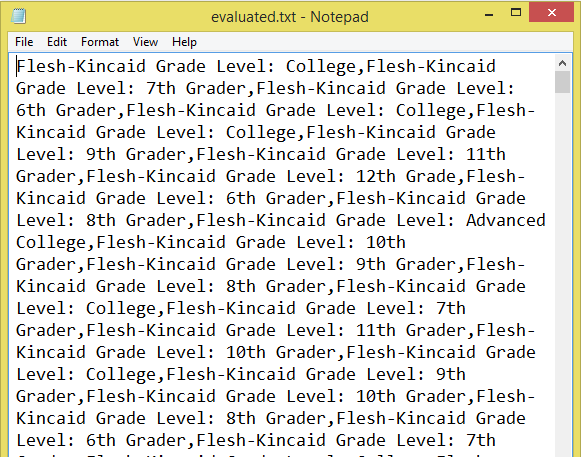 evaluated.txt - Notepad
File Edit Format View Help
Flesh-Kincaid Grade Level: College,Flesh-Kincaid
Grade Level: 7th Grader,Flesh-Kincaid Grade Level:
6th Grader,Flesh-Kincaid Grade Level: College,Flesh-
Kincaid Grade Level: College,Flesh-Kincaid Grade
Level: 9th Grader,Flesh-Kincaid Grade Level: 11th
Grader,Flesh-Kincaid Grade Level: 12th Grade,Flesh-
Kincaid Grade Level: 6th Grader,Flesh-Kincaid Grade
Level: 8th Grader,Flesh-Kincaid Grade Level: Advanced
College,Flesh-Kincaid Grade Level: 10th
Grader,Flesh-Kincaid Grade Level: 9th Grader,Flesh-
Kincaid Grade Level: 8th Grader,Flesh-Kincaid Grade
Level: College,Flesh-Kincaid Grade Level: 7th
Grader,Flesh-Kincaid Grade Level: 11th Grader,Flesh-
Kincaid Grade Level: 10th Grader,Flesh-Kincaid Grade
Level: College,Flesh-Kincaid Grade Level: 9th
Grader,Flesh-Kincaid Grade Level: 10th Grader,Flesh-
Kincaid Grade Level: 8th Grader,Flesh-Kincaid Grade
Level: 6th Grader,Flesh-Kincaid Grade Level: 7th